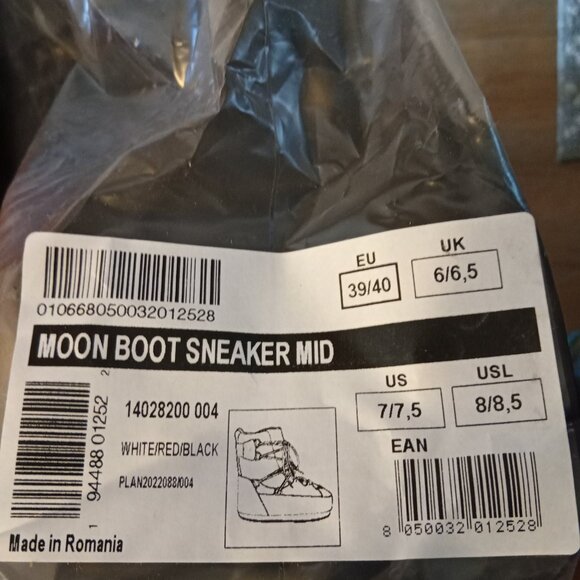 010668050032012528
EU
39/40
UK
6/6,5
MOON BOOT SNEAKER MID
1 94488 01252 2
14028200 004
WHITE/RED/BLACK
PLAN2022088/004
US
7/7,5
USL
8/8,5
EAN
8 050032 012528
Made in Romania